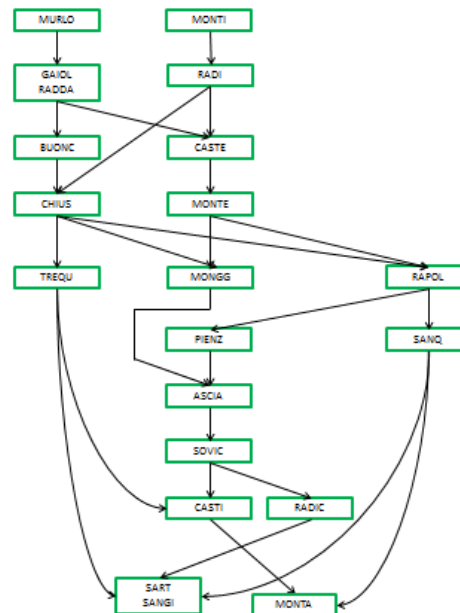 MURLO
MONTI
GAIOL
RADDA
RADI
BUONC
CASTE
CHIUS
MONTE
TREQU
MONGG
RAPOL
PIENZ
SANQ
ASCIA
SOVIC
CASTI
RADIC
SART
SANGI
MONTA